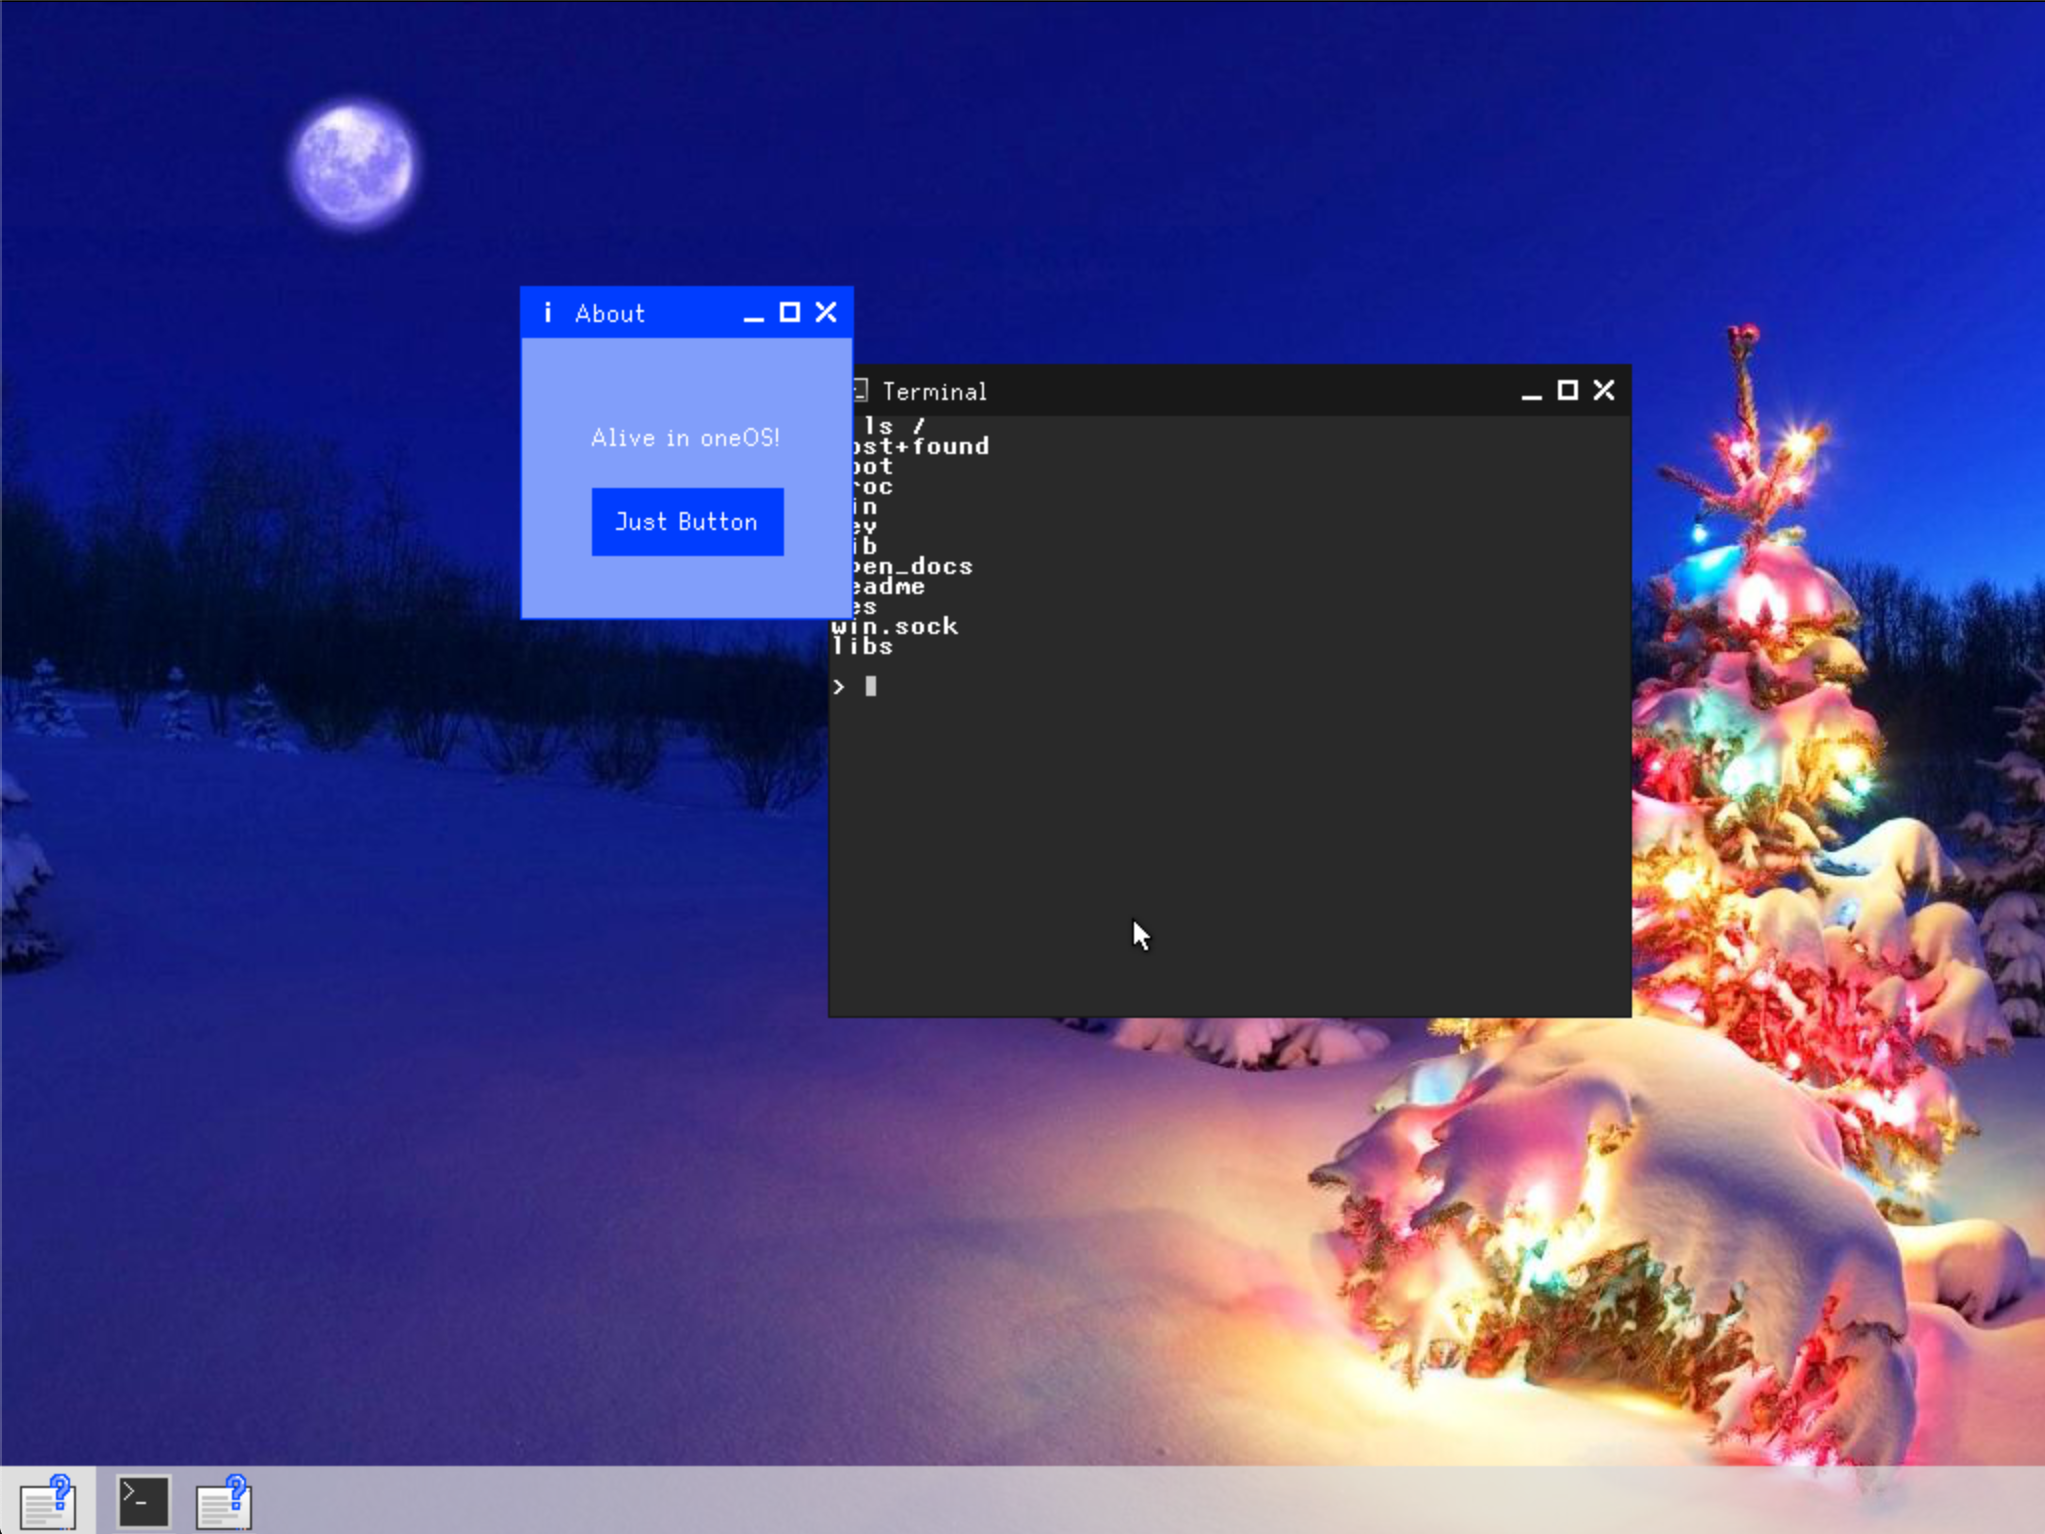 About
Alive in oneOS!
Just Button
Terminal
ls /
ost+found
oot
roc
in
ey
ib
pen_docs
eadme
es
win.sock
libs
>